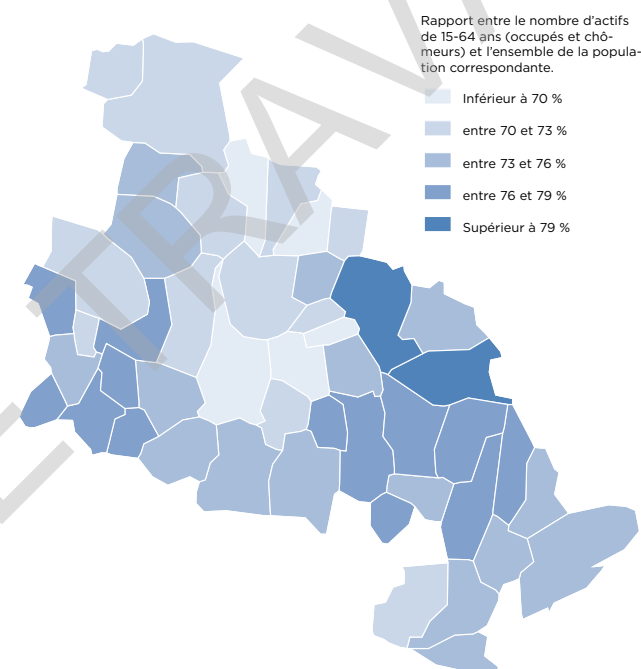 Rapport entre le nombre d'actifs
de 15-64 ans (occupés et chô-
meurs) et l'ensemble de la popula-
tion correspondante.
Inférieur à 70 %
entre 70 et 73 %
entre 73 et 76 %
entre 76 et 79 %
Supérieur à 79 %